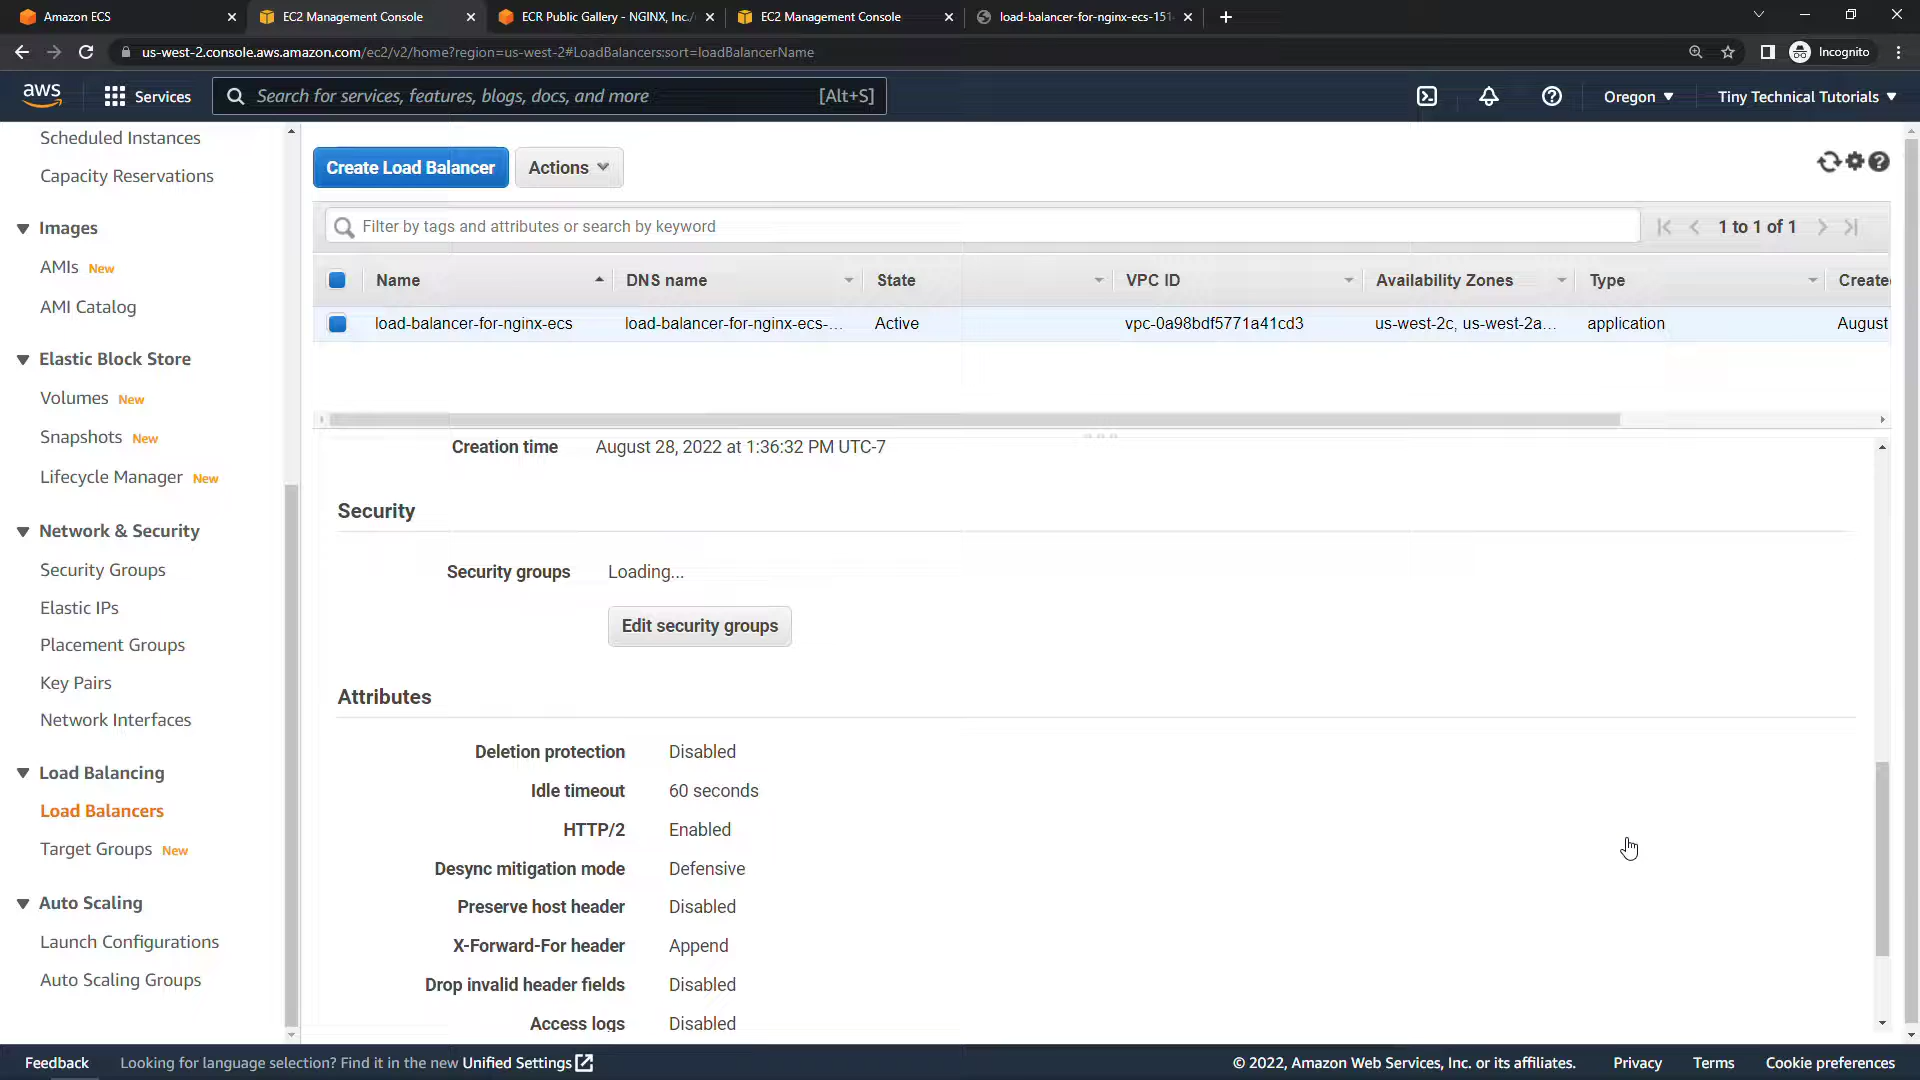 Amazon ECS
EC2 Management Console
ECR Public Gallery - NGINX, Inc./
EC2 Management Console
load-balancer-for-nginx-ecs-151
us-west-2.console.aws.amazon.com/ec2/v2/home?region=us-west-2#LoadBalancers:sort=loadBalancerName
Incognito
aws
Services
Search for services, features, blogs, docs, and more
[Alt+S]
Oregon
Tiny Technical Tutorials
Scheduled Instances
Capacity Reservations
Images
AMIs New
AMI Catalog
Elastic Block Store
Volumes New
Snapshots New
Lifecycle Manager New
Network & Security
Security Groups
Elastic IPs
Placement Groups
Key Pairs
Network Interfaces
Load Balancing
Load Balancers
Target Groups New
Auto Scaling
Launch Configurations
Auto Scaling Groups
Create Load Balancer
Actions
Filter by tags and attributes or search by keyword
1 to 1 of 1
Name DNS name State VPC ID Availability Zones Type Create
load-balancer-for-nginx-ecs load-balancer-for-nginx-ecs-... Active vpc-0a98bdf5771a41cd3 us-west-2c, us-west-2a... application August
Creation time August 28, 2022 at 1:36:32 PM UTC-7
Security
Security groups Loading...
Edit security groups
Attributes
Deletion protection Disabled
Idle timeout 60 seconds
HTTP/2 Enabled
Desync mitigation mode Defensive
Preserve host header Disabled
X-Forward-For header Append
Drop invalid header fields Disabled
Access logs Disabled
Feedback
Looking for language selection? Find it in the new Unified Settings
© 2022, Amazon Web Services, Inc. or its affiliates.
Privacy
Terms
Cookie preferences